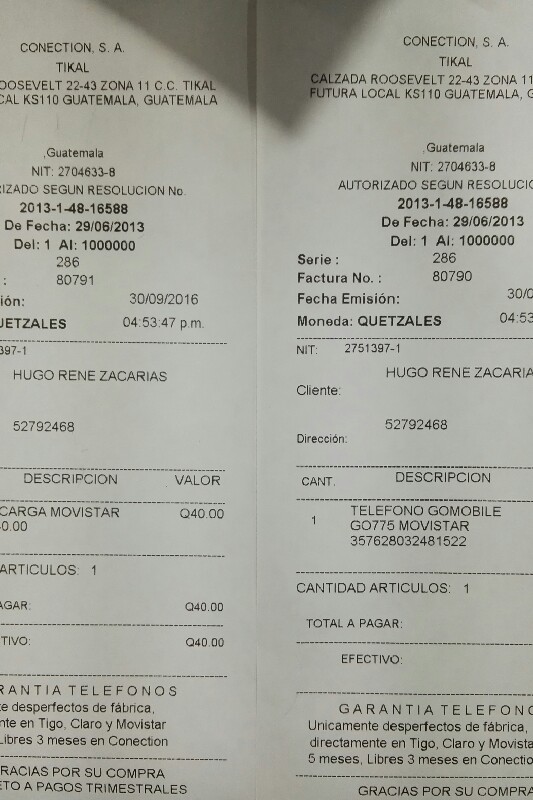 CONECTION, S. A.
TIKAL
OOSEVELT 22-43 ZONA 11 C.C. TIKAL
CAL KS110 GUATEMALA, GUATEMALA
,Guatemala
NIT: 2704633-8
RIZADO SEGUN RESOLUCION No.
2013-1-48-16588
De Fecha: 29/06/2013
Del: 1 Al: 1000000
286
: 80791
ión: 30/09/2016
UETZALES 04:53:47 p.m.
397-1
HUGO RENE ZACARIAS
52792468
DESCRIPCION VALOR
CARGA MOVISTAR Q40.00
0.00
ARTICULOS: 1
AGAR: Q40.00
TIVO: Q40.00
RANTIA TELEFONOS
te desperfectos de fábrica,
nte en Tigo, Claro y Movistar
Libres 3 meses en Conection
RACIAS POR SU COMPRA
ETO A PAGOS TRIMESTRALES
CONECTION, S. A.
TIKAL
CALZADA ROOSEVELT 22-43 ZONA 11
FUTURA LOCAL KS110 GUATEMALA, G
,Guatemala
NIT: 2704633-8
AUTORIZADO SEGUN RESOLUCIO
2013-1-48-16588
De Fecha: 29/06/2013
Del: 1 Al: 1000000
Serie : 286
Factura No. : 80790
Fecha Emisión: 30/0
Moneda: QUETZALES 04:53
NIT: 2751397-1
HUGO RENE ZACARIA
Cliente:
52792468
Dirección:
CANT. DESCRIPCION
1 TELEFONO GOMOBILE
GO775 MOVISTAR
357628032481522
CANTIDAD ARTICULOS: 1
TOTAL A PAGAR:
EFECTIVO:
GARANTIA TELEFONO
Unicamente desperfectos de fábrica,
directamente en Tigo, Claro y Movista
5 meses, Libres 3 meses en Conectio
GRACIAS POR SU COMPRA